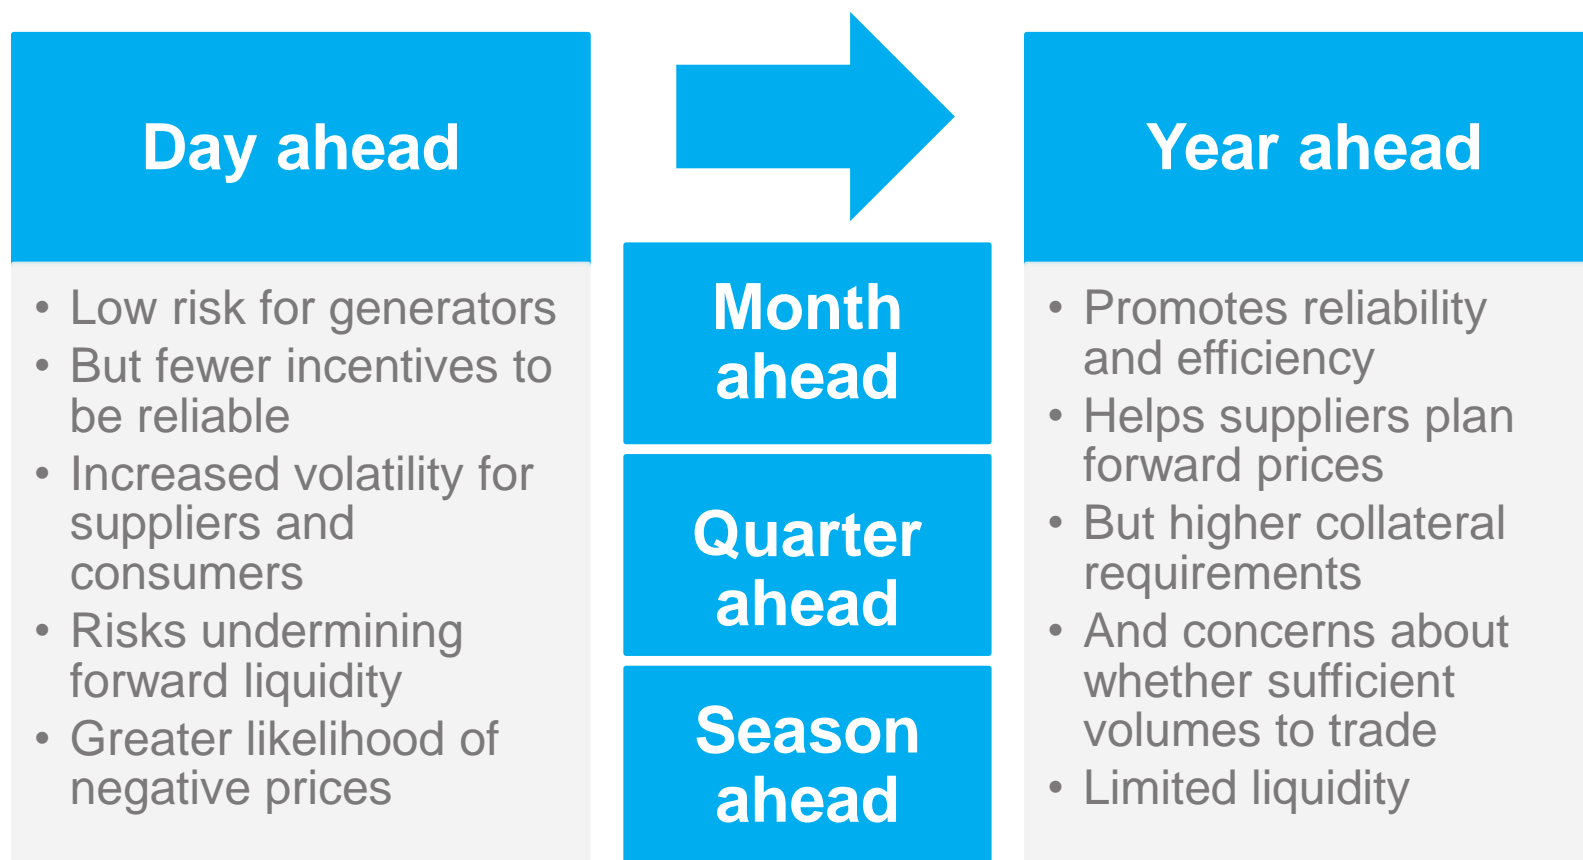 Day ahead
• Low risk for generators
• But fewer incentives to
be reliable
• Increased volatility for
suppliers and
consumers
• Risks undermining
forward liquidity
• Greater likelihood of
negative prices
Month
ahead
Quarter
ahead
Season
ahead
Year ahead
• Promotes reliability
and efficiency
• Helps suppliers plan
forward prices
• But higher collateral
requirements
• And concerns about
whether sufficient
volumes to trade
• Limited liquidity